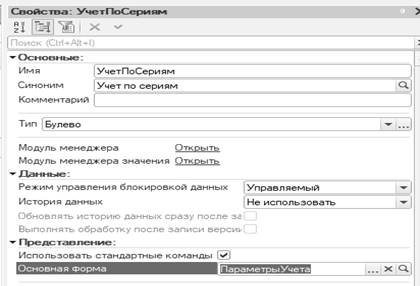 Свойства: УчетПоСериям
Поиск (Ctrl+Alt+I)
Основные:
Имя УчетПоСериям
Синоним Учет по сериям
Комментарий
Тип Булево
Модуль менеджера Открыть
Модуль менеджера значения Открыть
Данные:
Режим управления блокировкой данных Управляемый
История данных Не использовать
Обновлять историю данных сразу после за
Выполнять обработку после записи верси
Представление:
Использовать стандартные команды
Основная форма ПараметрыУчета